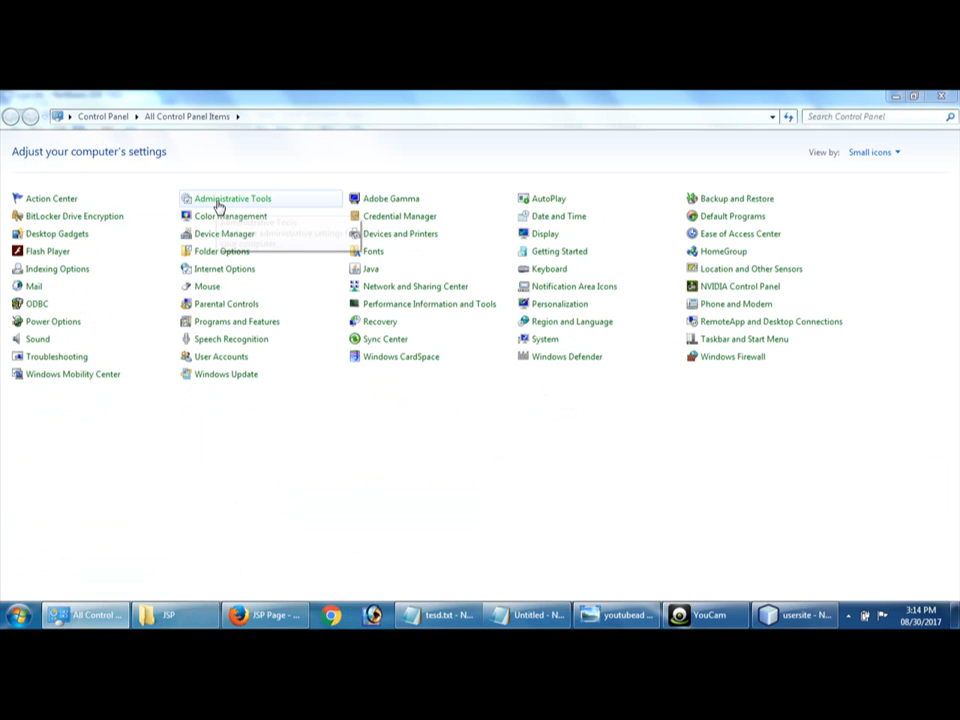 Control Panel All Control Panel Items Search Control Panel
Adjust your computer's settings View by: Small icons
Action Center Administrative Tools Adobe Gamma AutoPlay Backup and Restore
BitLocker Drive Encryption Color Management Credential Manager Date and Time Default Programs
Desktop Gadgets Device Manager Devices and Printers Display Ease of Access Center
Flash Player Folder Options Fonts Getting Started HomeGroup
Indexing Options Internet Options Java Keyboard Location and Other Sensors
Mail Mouse Network and Sharing Center Notification Area Icons NVIDIA Control Panel
ODBC Parental Controls Performance Information and Tools Personalization Phone and Modem
Power Options Programs and Features Recovery Region and Language RemoteApp and Desktop Connections
Sound Speech Recognition Sync Center System Taskbar and Start Menu
Troubleshooting User Accounts Windows CardSpace Windows Defender Windows Firewall
Windows Mobility Center Windows Update
All Control ... JSP JSP Page - ... tesd.txt - N... Untitled - N... youtubead ... YouCam usersite - N... 3:14 PM
08/30/2017